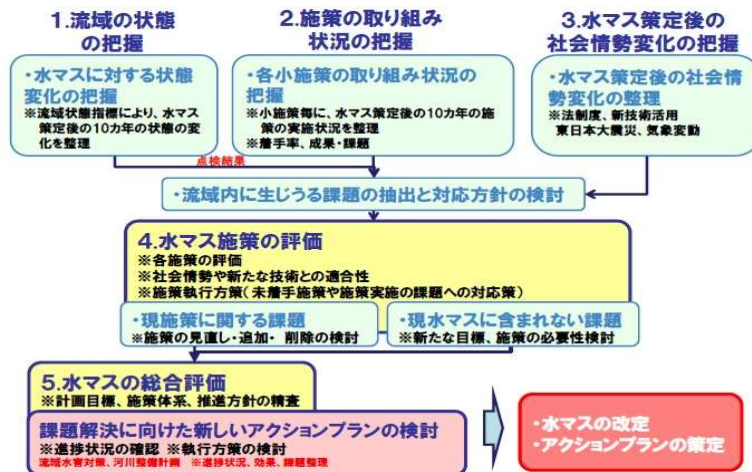 1.流域の状態
の把握
・水マスに対する状態
変化の把握
※流域状態指標により、水マス
策定後の10カ年の状態の変
化を整理
2.施策の取り組み
状況の把握
・各小施策の取り組み状況の
把握
※小施策毎に、水マス策定後の10カ年の施
策の実施状況を整理
※着手率、成果・課題
3.水マス策定後の
社会情勢変化の把握
・水マス策定後の社会情
勢変化の整理
※法制度、新技術活用
東日本大震災、気象変動
点検結果
・流域内に生じうる課題の抽出と対応方針の検討
4.水マス施策の評価
※各施策の評価
※社会情勢や新たな技術との適合性
※施策執行方策(未着手施策や施策実施の課題への対応策)
・現施策に関する課題
※施策の見直し・追加・ 削除の検討
・現水マスに含まれない課題
※新たな目標、施策の必要性検討
5.水マスの総合評価
※計画目標、施策体系、推進方針の精査
課題解決に向けた新しいアクションプランの検討
※進捗状況の確認 ※執行方策の検討
流域水害対策、河川整備計画 ※進捗状況、効果、課題整理
・水マスの改定
・アクションプランの策定